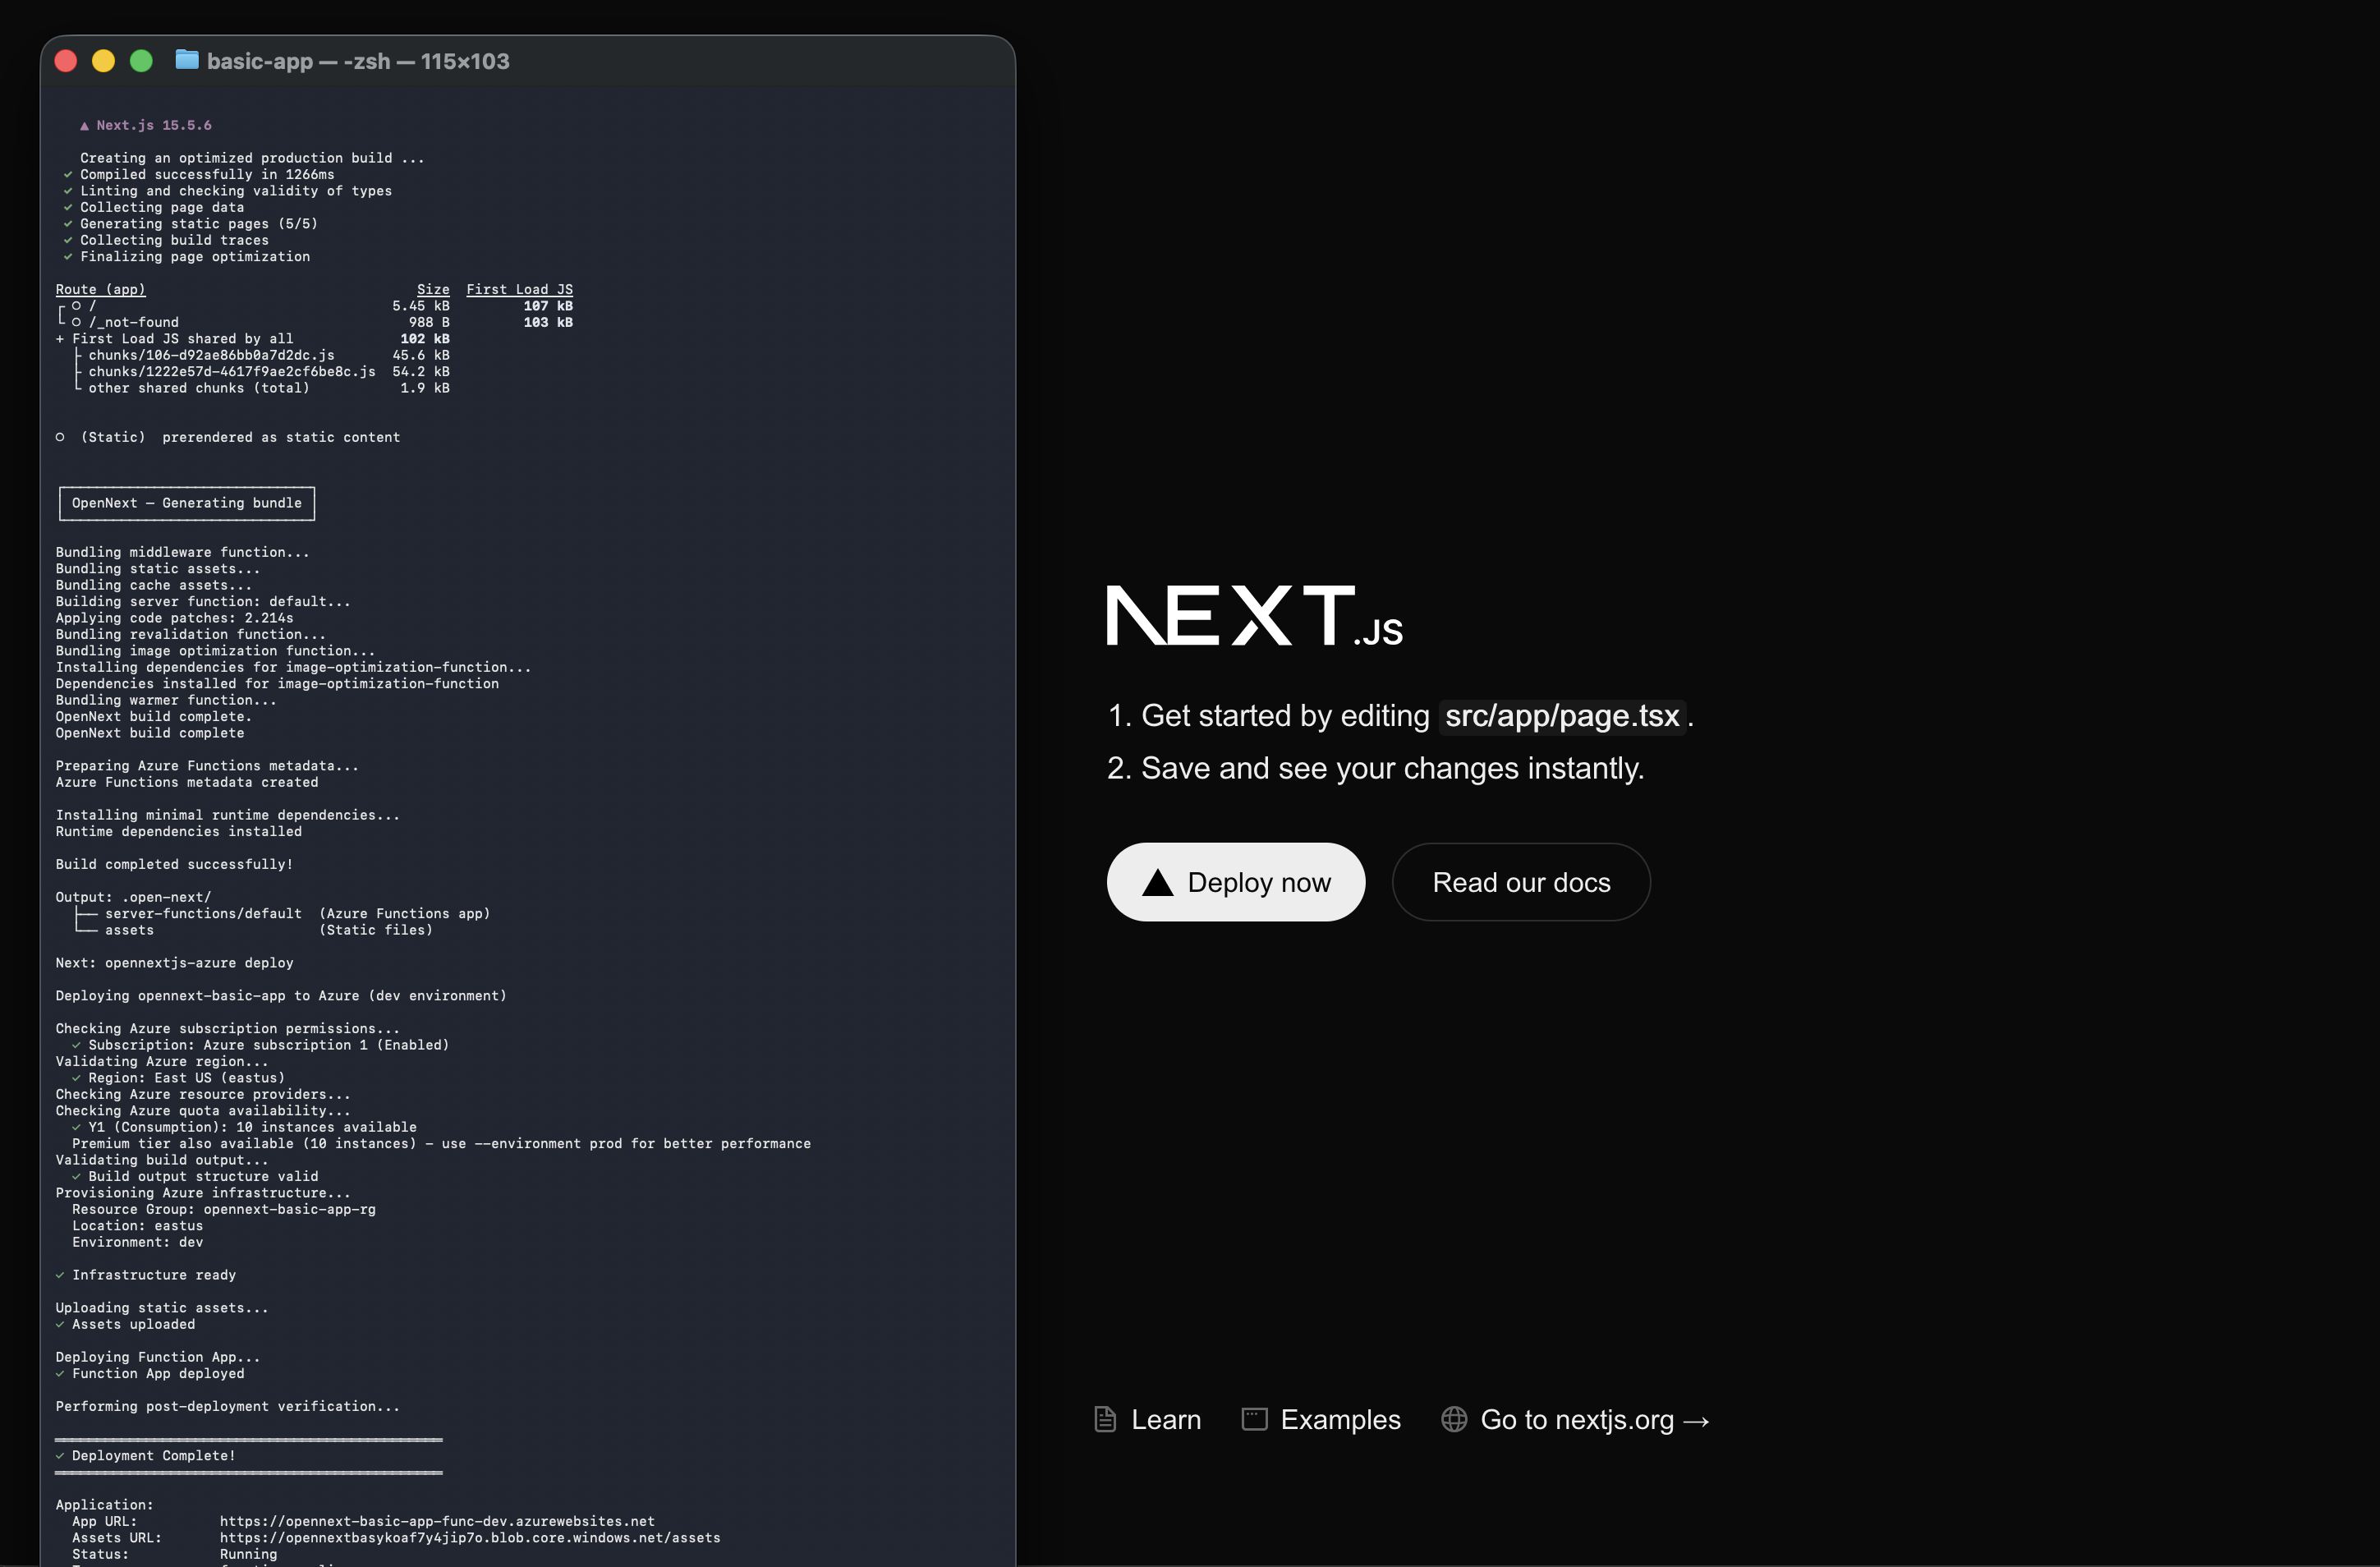 basic-app — -zsh — 115×103
▲ Next.js 15.5.6
Creating an optimized production build ...
✓ Compiled successfully in 1266ms
✓ Linting and checking validity of types
✓ Collecting page data
✓ Generating static pages (5/5)
✓ Collecting build traces
✓ Finalizing page optimization
Route (app) Size First Load JS
┌ ○ / 5.45 kB 107 kB
└ ○ /_not-found 988 B 103 kB
+ First Load JS shared by all 102 kB
├ chunks/106-d92ae86bb0a7d2dc.js 45.6 kB
├ chunks/1222e57d-4617f9ae2cf6be8c.js 54.2 kB
└ other shared chunks (total) 1.9 kB
○ (Static) prerendered as static content
OpenNext — Generating bundle
Bundling middleware function...
Bundling static assets...
Bundling cache assets...
Building server function: default...
Applying code patches: 2.214s
Bundling revalidation function...
Bundling image optimization function...
Installing dependencies for image-optimization-function...
Dependencies installed for image-optimization-function
Bundling warmer function...
OpenNext build complete.
OpenNext build complete
Preparing Azure Functions metadata...
Azure Functions metadata created
Installing minimal runtime dependencies...
Runtime dependencies installed
Build completed successfully!
Output: .open-next/
├── server-functions/default (Azure Functions app)
└── assets (Static files)
Next: opennextjs-azure deploy
Deploying opennext-basic-app to Azure (dev environment)
Checking Azure subscription permissions...
✓ Subscription: Azure subscription 1 (Enabled)
Validating Azure region...
✓ Region: East US (eastus)
Checking Azure resource providers...
Checking Azure quota availability...
✓ Y1 (Consumption): 10 instances available
Premium tier also available (10 instances) - use --environment prod for better performance
Validating build output...
✓ Build output structure valid
Provisioning Azure infrastructure...
Resource Group: opennext-basic-app-rg
Location: eastus
Environment: dev
✓ Infrastructure ready
Uploading static assets...
✓ Assets uploaded
Deploying Function App...
✓ Function App deployed
Performing post-deployment verification...
✓ Deployment Complete!
Application:
App URL: https://opennext-basic-app-func-dev.azurewebsites.net
Assets URL: https://opennextbasykoaf7y4jip7o.blob.core.windows.net/assets
Status: Running
NEXT.JS
1. Get started by editing src/app/page.tsx.
2. Save and see your changes instantly.
▲ Deploy now
Read our docs
Learn
Examples
Go to nextjs.org →